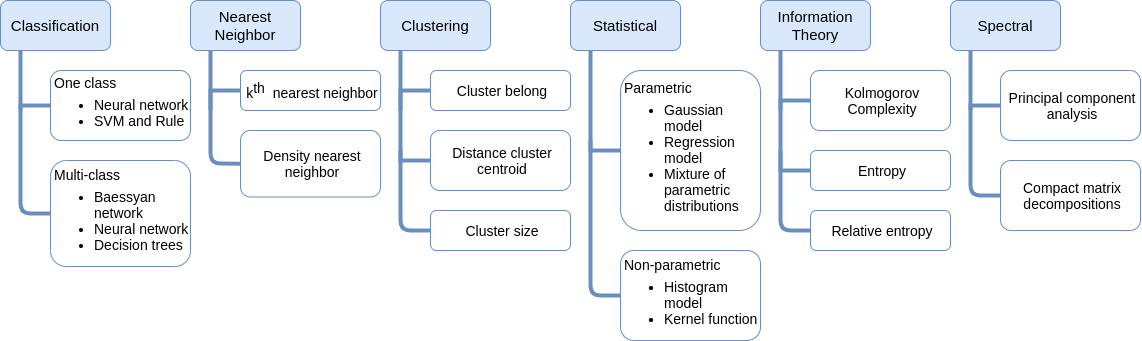 Classification
One class
• Neural network
• SVM and Rule
Multi-class
• Baessyan
network
• Neural network
• Decision trees
Nearest
Neighbor
kth nearest neighbor
Density nearest
neighbor
Clustering
Cluster belong
Distance cluster
centroid
Cluster size
Statistical
Parametric
• Gaussian
model
• Regression
model
• Mixture of
parametric
distributions
Non-parametric
• Histogram
model
• Kernel function
Information
Theory
Kolmogorov
Complexity
Entropy
Relative entropy
Spectral
Principal component
analysis
Compact matrix
decompositions